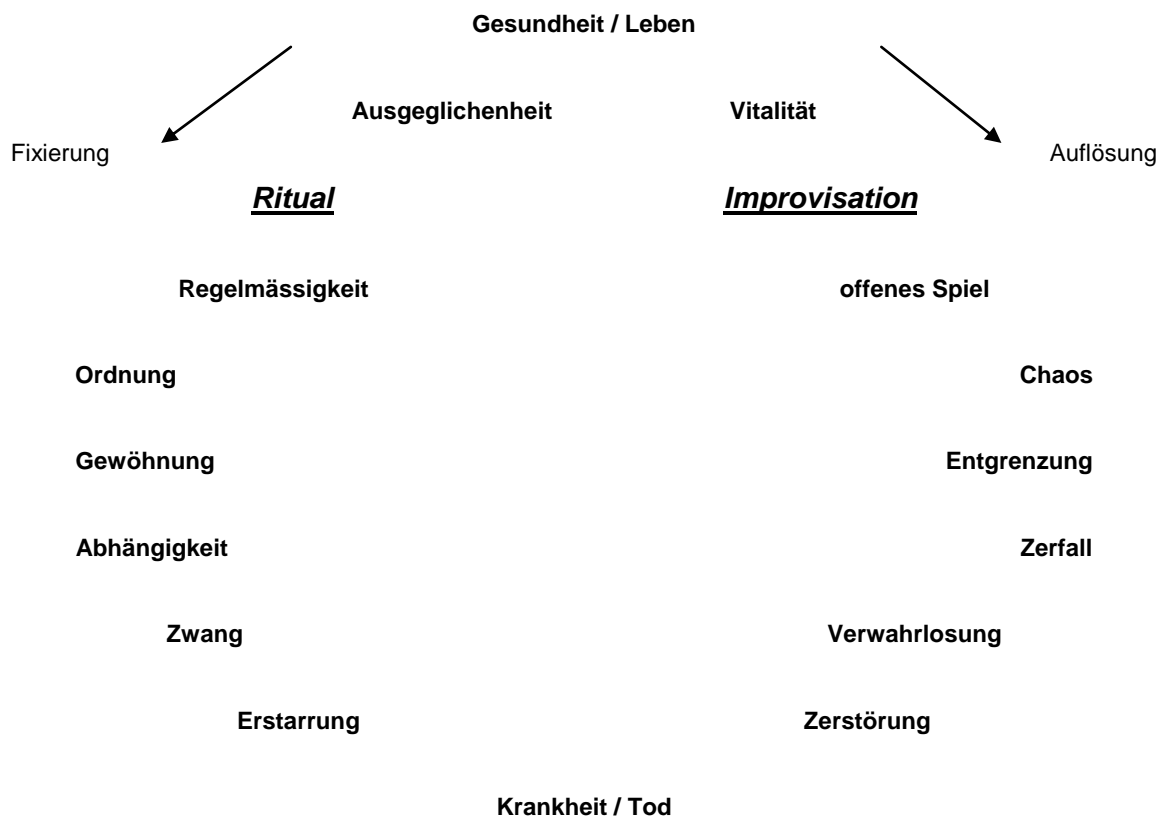 Gesundheit / Leben
Ausgeglichenheit Vitalität
Fixierung Auflösung
Ritual Improvisation
Regelmässigkeit offenes Spiel
Ordnung Chaos
Gewöhnung Entgrenzung
Abhängigkeit Zerfall
Zwang Verwahrlosung
Erstarrung Zerstörung
Krankheit / Tod